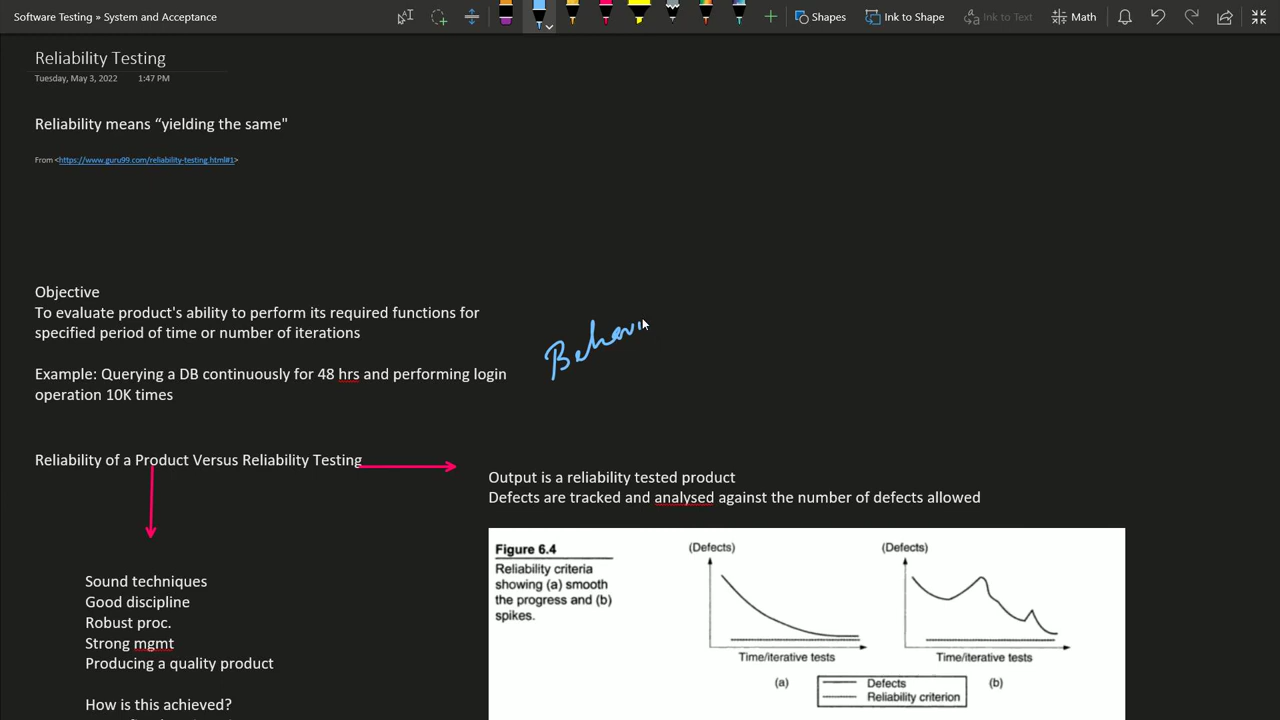 Software Testing » System and Acceptance
Shapes
Ink to Shape
Ink to Text
Math
Reliability Testing
Tuesday, May 3, 2022 1:47 PM
Reliability means “yielding the same"
From <https://www.guru99.com/reliability-testing.html#1>
Objective
To evaluate product's ability to perform its required functions for
specified period of time or number of iterations
Behavi
Example: Querying a DB continuously for 48 hrs and performing login
operation 10K times
Reliability of a Product Versus Reliability Testing
Output is a reliability tested product
Defects are tracked and analysed against the number of defects allowed
Sound techniques
Good discipline
Robust proc.
Strong mgmt
Producing a quality product
How is this achieved?
Figure 6.4
Reliability criteria
showing (a) smooth
the progress and (b)
spikes.
(Defects)
Time/iterative tests
(a)
(Defects)
Time/iterative tests
(b)
Defects
Reliability criterion